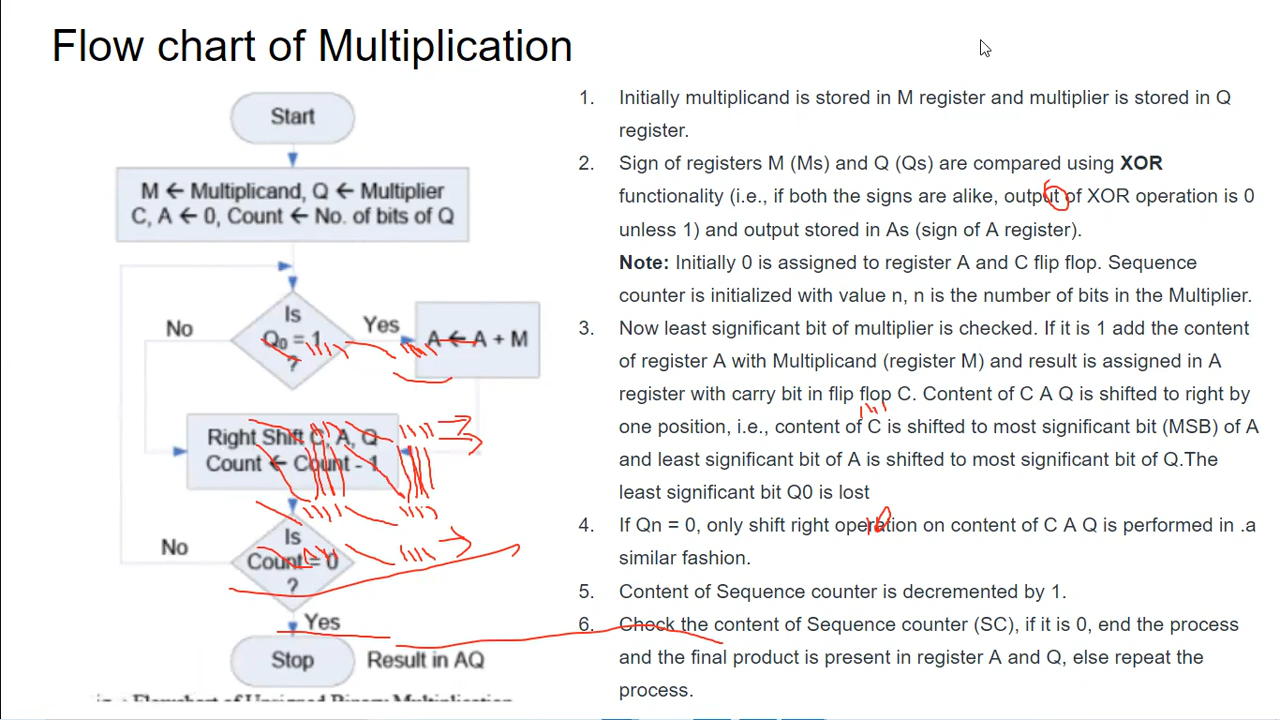 Flow chart of Multiplication
Start
M ← Multiplicand, Q ← Multiplier
C, A ← 0, Count ← No. of bits of Q
Is
Q₀ = 1
?
No
Yes
A ← A + M
Right Shift C, A, Q
Count ← Count - 1
Is
Count = 0
?
No
Yes
Stop
Result in AQ
Flowchart of Unsigned Binary Multiplication
1. Initially multiplicand is stored in M register and multiplier is stored in Q
register.
2. Sign of registers M (Ms) and Q (Qs) are compared using XOR
functionality (i.e., if both the signs are alike, output of XOR operation is 0
unless 1) and output stored in As (sign of A register).
Note: Initially 0 is assigned to register A and C flip flop. Sequence
counter is initialized with value n, n is the number of bits in the Multiplier.
3. Now least significant bit of multiplier is checked. If it is 1 add the content
of register A with Multiplicand (register M) and result is assigned in A
register with carry bit in flip flop C. Content of C A Q is shifted to right by
one position, i.e., content of C is shifted to most significant bit (MSB) of A
and least significant bit of A is shifted to most significant bit of Q.The
least significant bit Q0 is lost
4. If Qn = 0, only shift right operation on content of C A Q is performed in .a
similar fashion.
5. Content of Sequence counter is decremented by 1.
6. Check the content of Sequence counter (SC), if it is 0, end the process
and the final product is present in register A and Q, else repeat the
process.